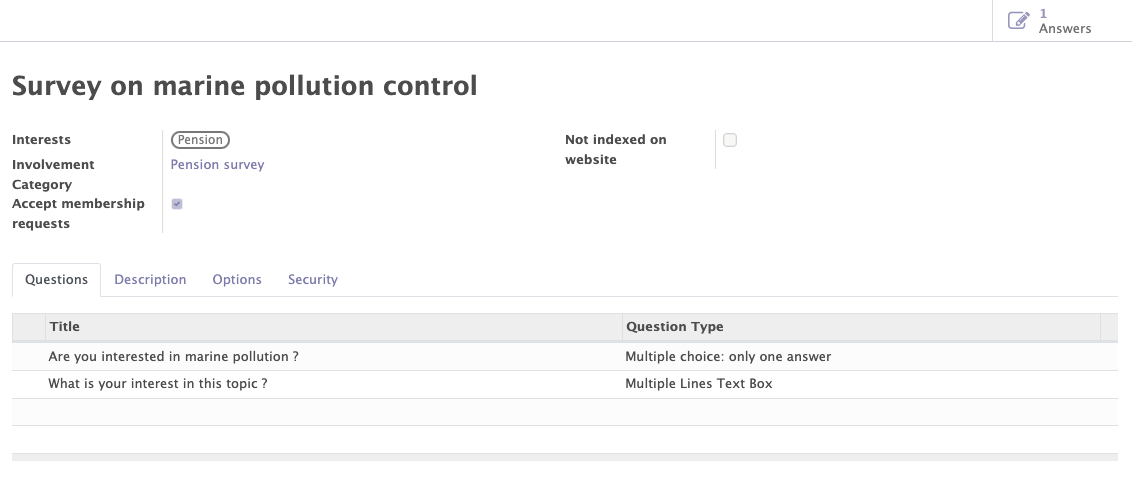 1
Answers
Survey on marine pollution control
Interests
Pension
Not indexed on
website
Involvement
Category
Pension survey
Accept membership
requests
Questions
Description
Options
Security
Title
Question Type
Are you interested in marine pollution ?
Multiple choice: only one answer
What is your interest in this topic ?
Multiple Lines Text Box